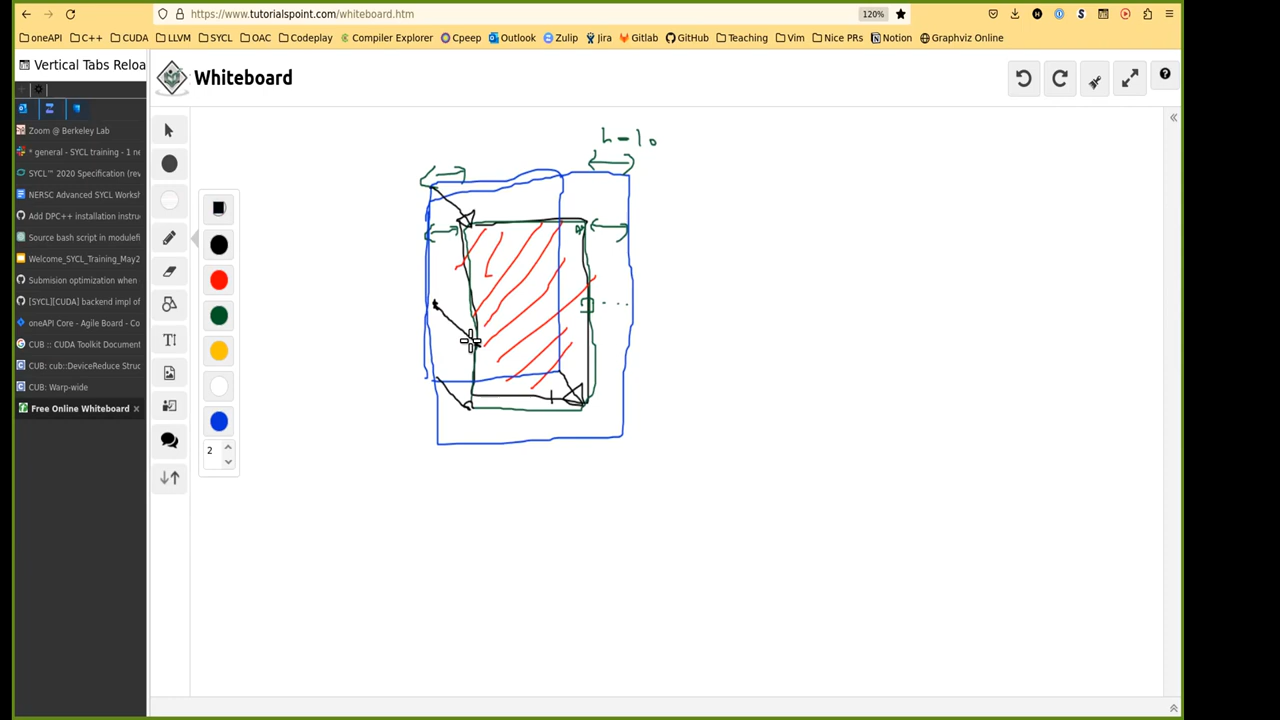 https://www.tutorialspoint.com/whiteboard.htm
120%
oneAPI
C++
CUDA
LLVM
SYCL
OAC
Codeplay
Compiler Explorer
Cpeep
Outlook
Zulip
Jira
Gitlab
GitHub
Teaching
Vim
Nice PRs
Notion
Graphviz Online
Vertical Tabs Reloa
Whiteboard
Zoom @ Berkeley Lab
* general - SYCL training - 1 ne
SYCL™ 2020 Specification (rev
NERSC Advanced SYCL Worksh
Add DPC++ installation instruc
Source bash script in modulefi
Welcome_SYCL_Training_May2
Submision optimization when
[SYCL][CUDA] backend impl of
oneAPI Core - Agile Board - Co
CUB :: CUDA Toolkit Document
CUB: cub::DeviceReduce Struc
CUB: Warp-wide
Free Online Whiteboard
2